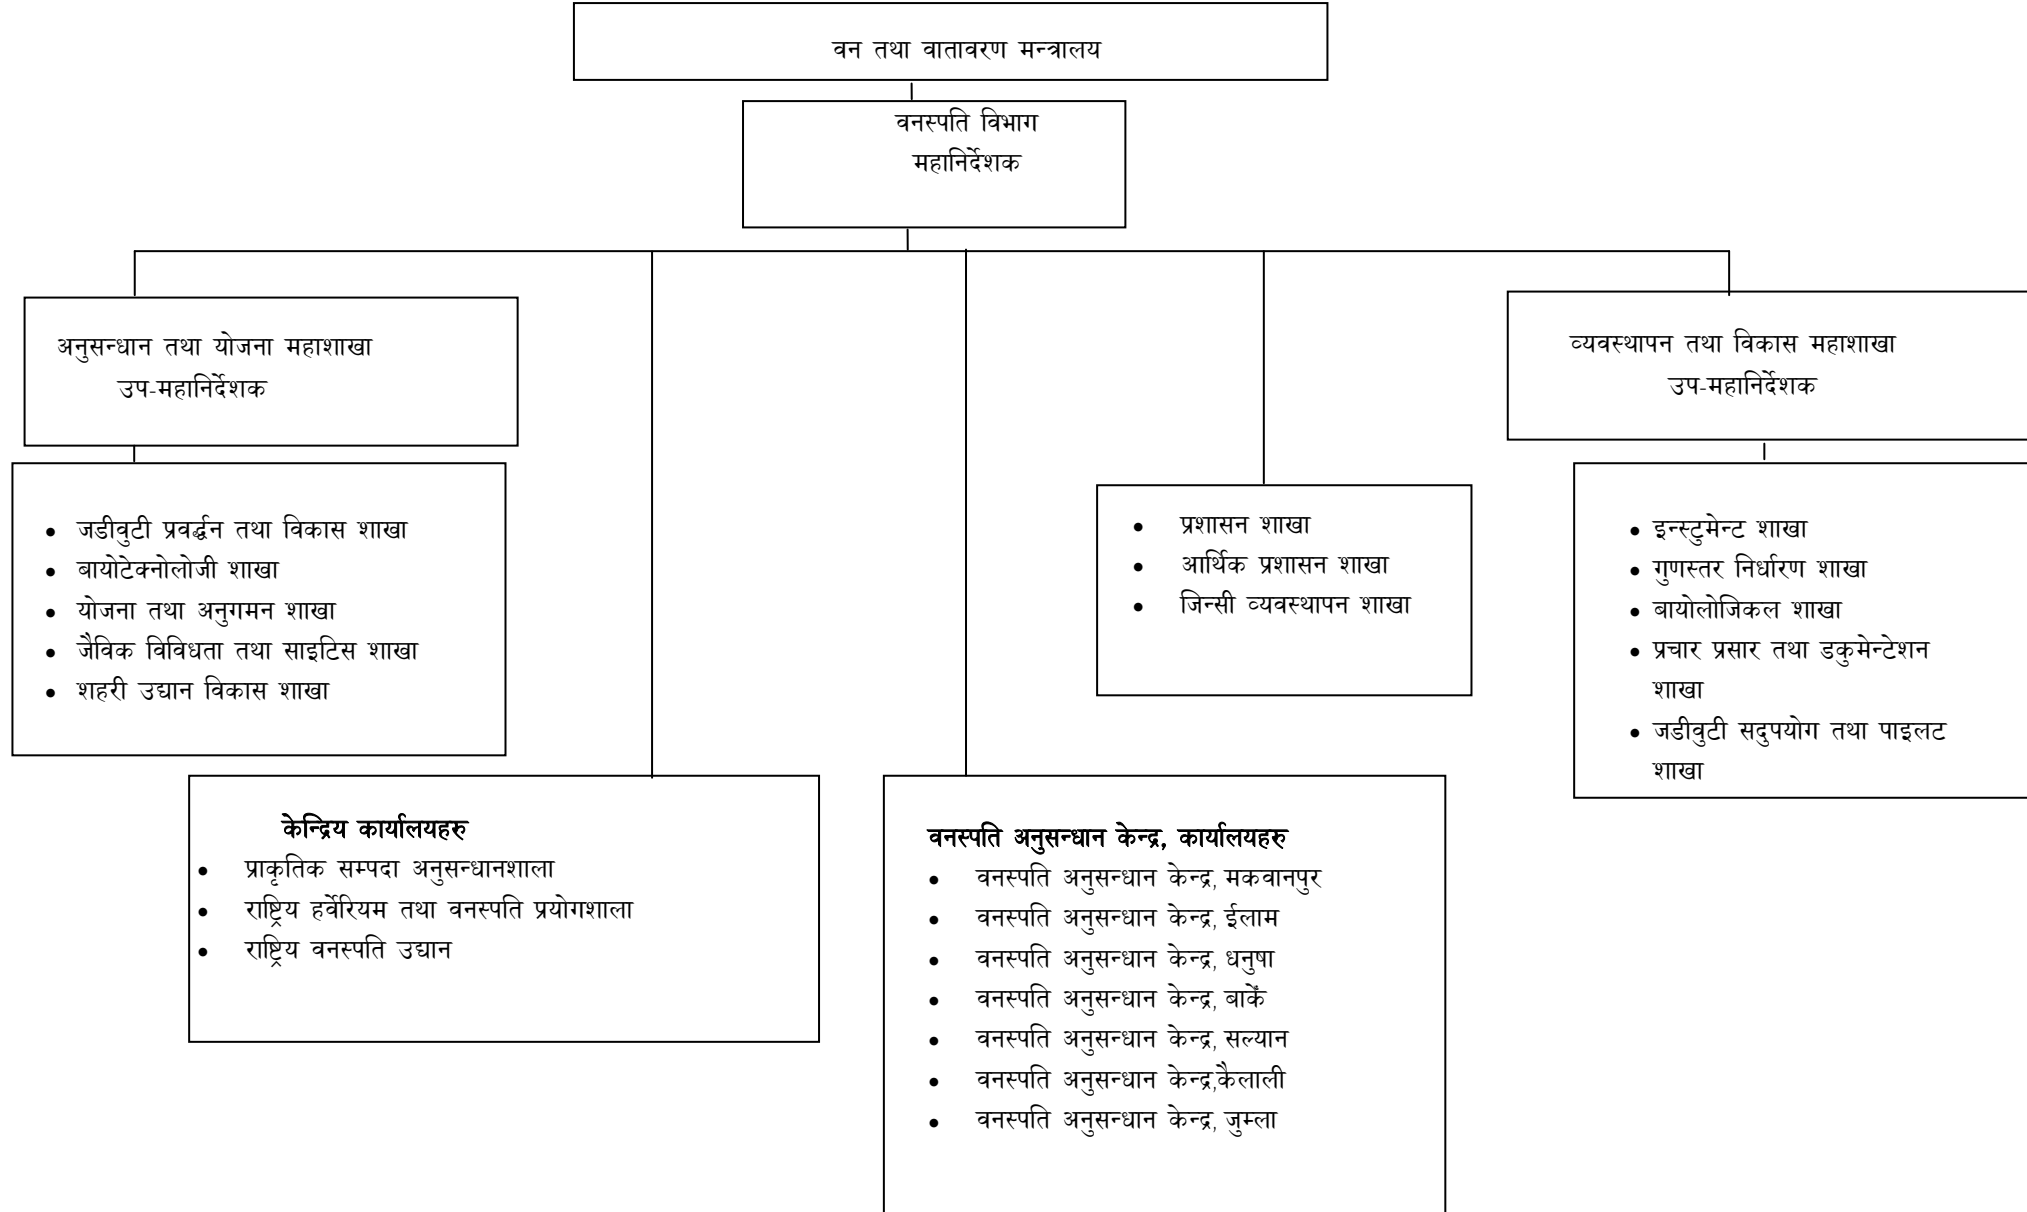 वन तथा वातावरण मन्त्रालय
वनस्पति विभाग
महानिर्देशक
अनुसन्धान तथा योजना महाशाखा
उप-महानिर्देशक
व्यवस्थापन तथा विकास महाशाखा
उप-महानिर्देशक
• जडीवुटी प्रवर्द्धन तथा विकास शाखा
• बायोटेक्नोलोजी शाखा
• योजना तथा अनुगमन शाखा
• जैविक विविधता तथा साइटिस शाखा
• शहरी उद्यान विकास शाखा
• प्रशासन शाखा
• आर्थिक प्रशासन शाखा
• जिन्सी व्यवस्थापन शाखा
• इन्स्टुमेन्ट शाखा
• गुणस्तर निर्धारण शाखा
• बायोलोजिकल शाखा
• प्रचार प्रसार तथा डकुमेन्टेशन
शाखा
• जडीवुटी सदुपयोग तथा पाइलट
शाखा
केन्द्रिय कार्यालयहरु
• प्राकृतिक सम्पदा अनुसन्धानशाला
• राष्ट्रिय हर्वेरियम तथा वनस्पति प्रयोगशाला
• राष्ट्रिय वनस्पति उद्यान
वनस्पति अनुसन्धान केन्द्र, कार्यालयहरु
• वनस्पति अनुसन्धान केन्द्र, मकवानपुर
• वनस्पति अनुसन्धान केन्द्र, ईलाम
• वनस्पति अनुसन्धान केन्द्र, धनुषा
• वनस्पति अनुसन्धान केन्द्र, बार्कें
• वनस्पति अनुसन्धान केन्द्र, सल्यान
• वनस्पति अनुसन्धान केन्द्र,कैलाली
• वनस्पति अनुसन्धान केन्द्र, जुम्ला